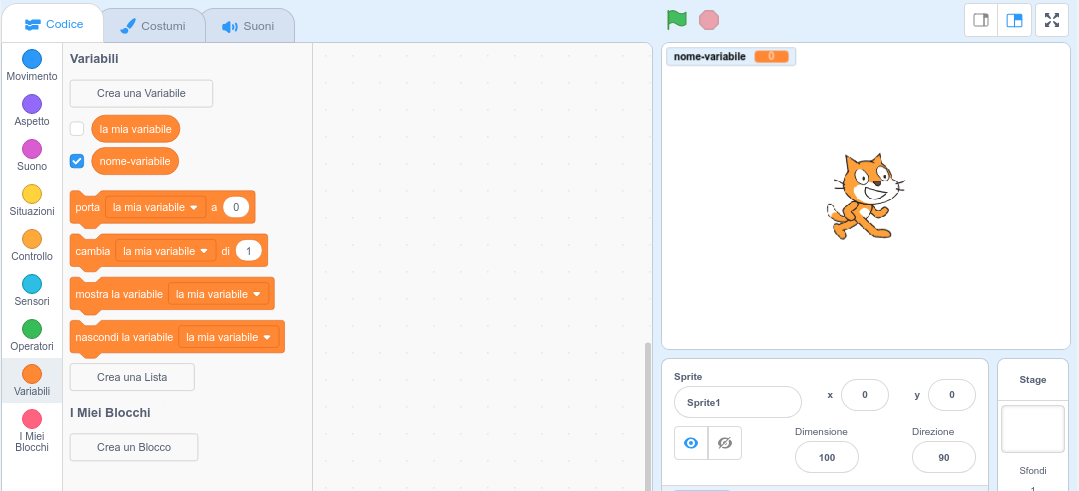 Codice
Costumi
Suoni
Movimento
Aspetto
Suono
Situazioni
Controllo
Sensori
Operatori
Variabili
I Miei
Blocchi
Variabili
Crea una Variabile
la mia variabile
nome-variabile
porta la mia variabile a 0
cambia la mia variabile di 1
mostra la variabile la mia variabile
nascondi la variabile la mia variabile
Crea una Lista
I Miei Blocchi
Crea un Blocco
nome-variabile 0
Sprite
Sprite1
x 0 y 0
Dimensione
100
Direzione
90
Stage
Sfondi
1